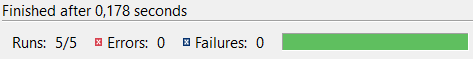 Finished after 0,178 seconds
Runs: 5/5 Errors: 0 Failures: 0